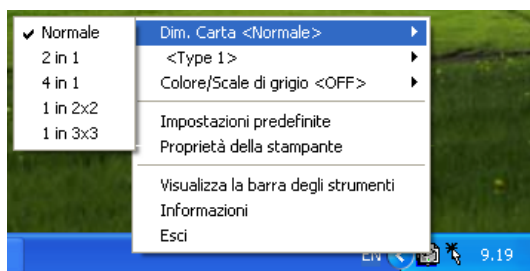 Normale
2 in 1
4 in 1
1 in 2x2
1 in 3x3
Dim. Carta <Normale>
<Type 1>
Colore/Scale di grigio <OFF>
Impostazioni predefinite
Proprietà della stampante
Visualizza la barra degli strumenti
Informazioni
Esci
EN
9.19